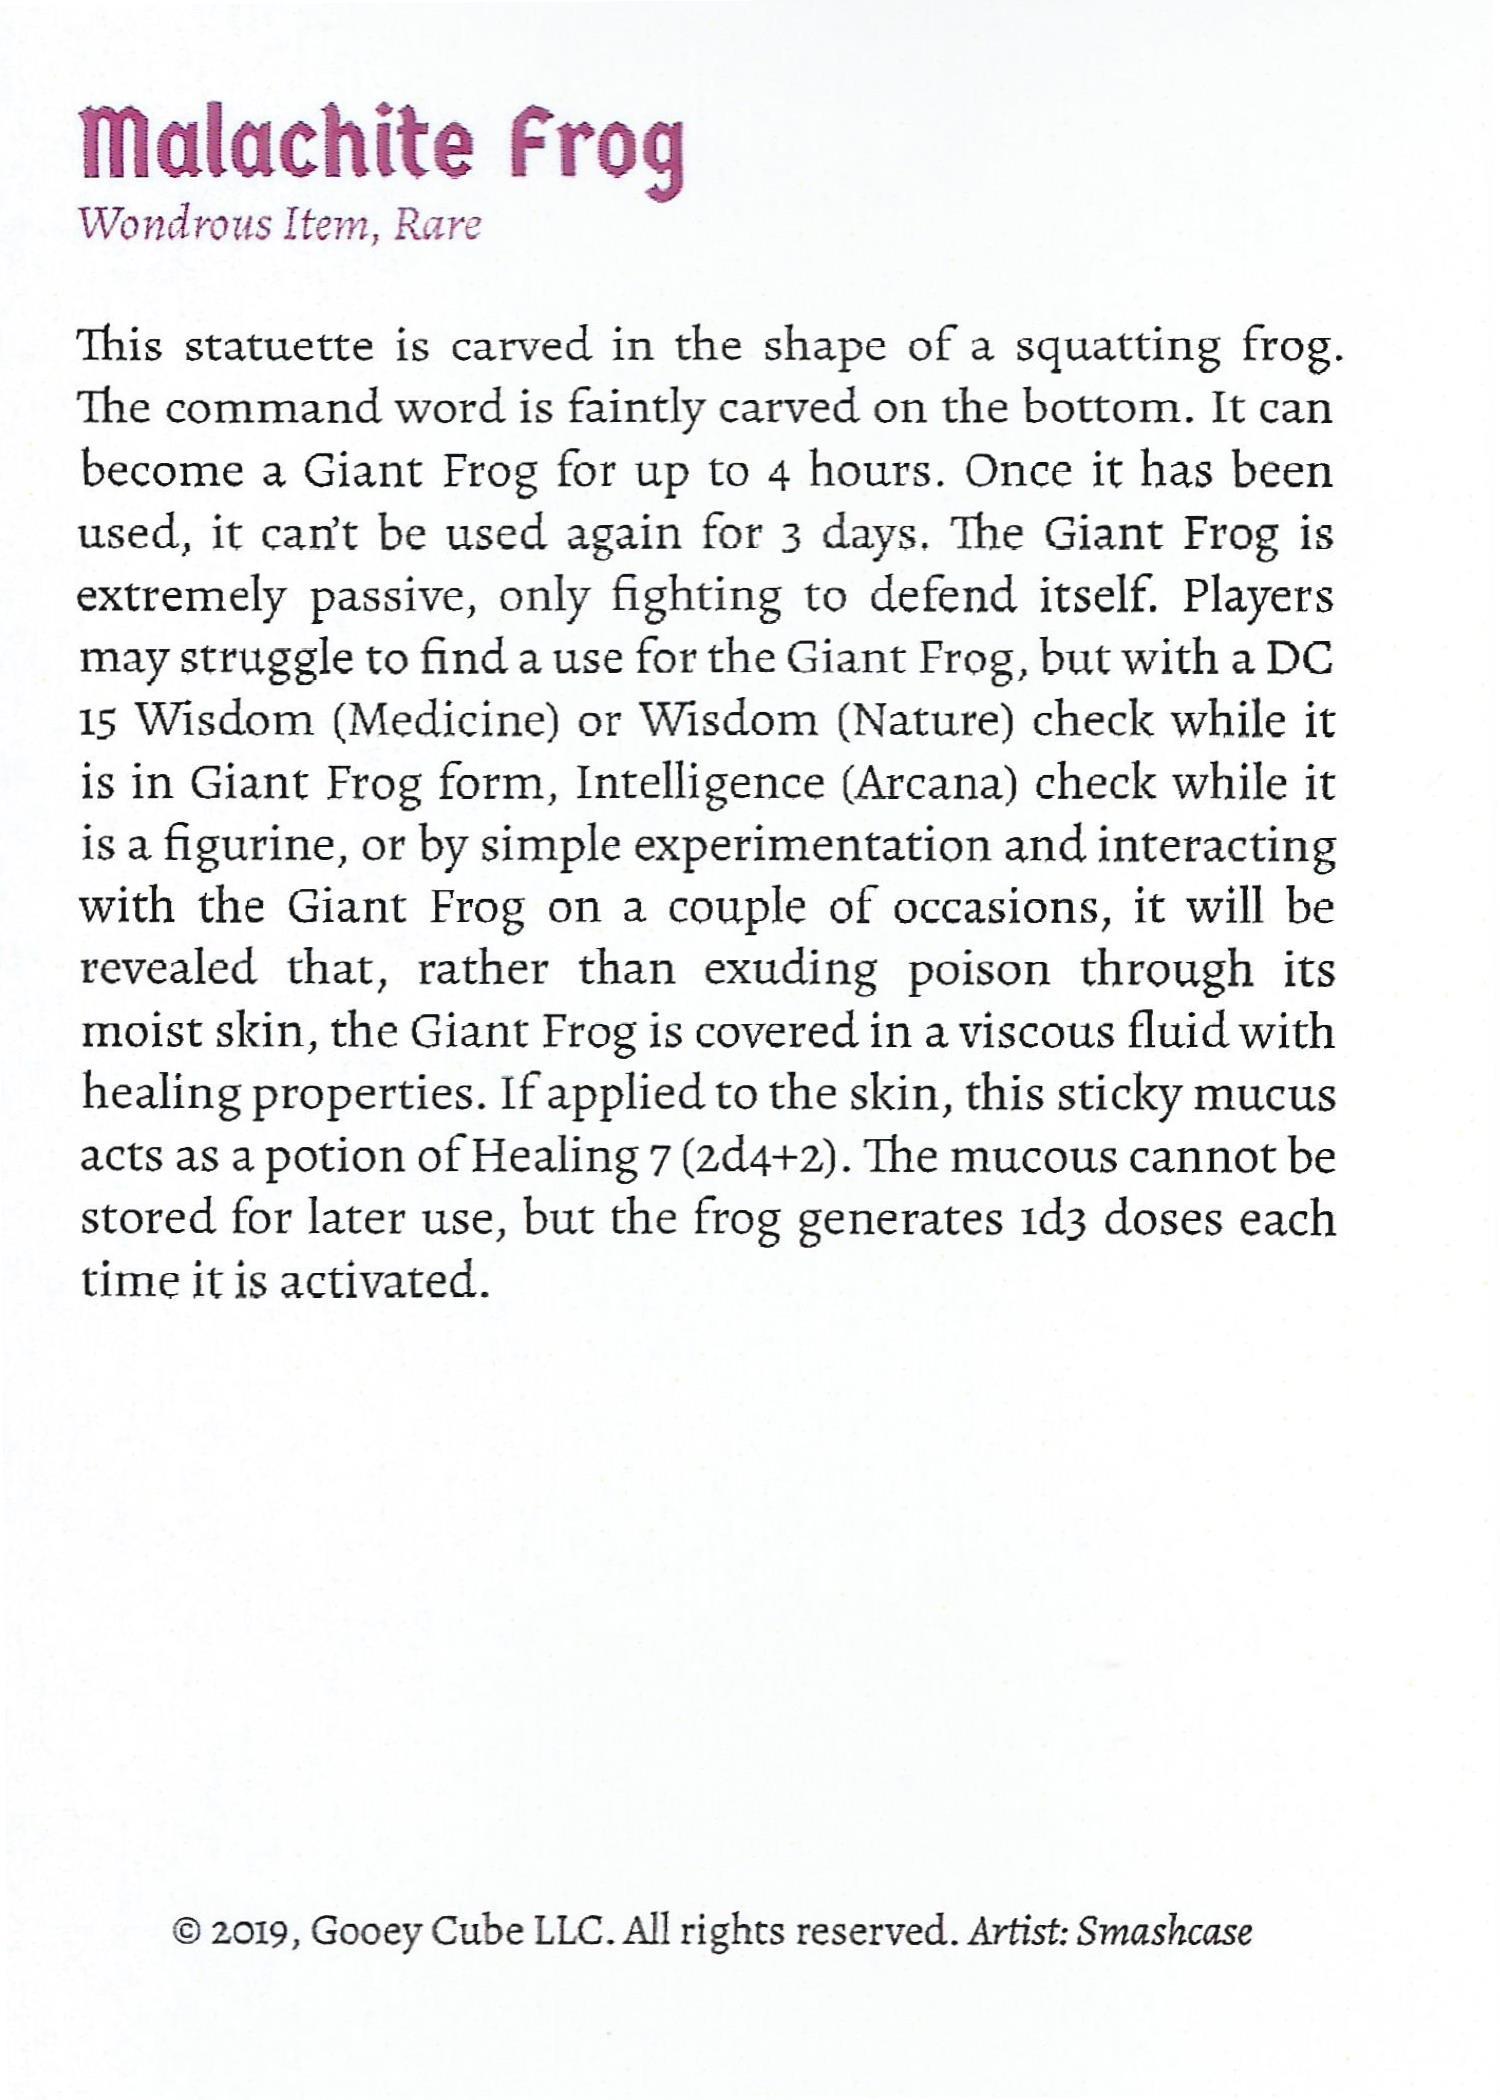 Malachite Frog
Wondrous Item, Rare
This statuette is carved in the shape of a squatting frog.
The command word is faintly carved on the bottom. It can
become a Giant Frog for up to 4 hours. Once it has been
used, it can't be used again for 3 days. The Giant Frog is
extremely passive, only fighting to defend itself. Players
may struggle to find a use for the Giant Frog, but with a DC
15 Wisdom (Medicine) or Wisdom (Nature) check while it
is in Giant Frog form, Intelligence (Arcana) check while it
is a figurine, or by simple experimentation and interacting
with the Giant Frog on a couple of occasions, it will be
revealed that, rather than exuding poison through its
moist skin, the Giant Frog is covered in a viscous fluid with
healing properties. If applied to the skin, this sticky mucus
acts as a potion of Healing 7 (2d4+2). The mucous cannot be
stored for later use, but the frog generates 1d3 doses each
time it is activated.
© 2019, Gooey Cube LLC. All rights reserved. Artist: Smashcase